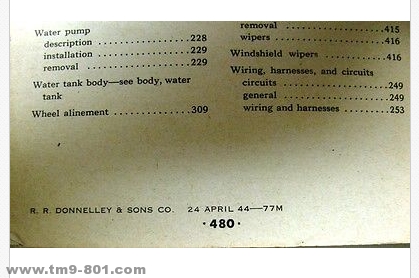 Water pump
description ................ 228
installation ................ 229
removal ................ 229
Water tank body—see body, water
tank
Wheel alinement ................ 309
removal ................ 415
wipers ................ 416
Windshield wipers ................ 416
Wiring, harnesses, and circuits
circuits ................ 249
general ................ 249
wiring and harnesses ................ 253
R. R. DONNELLEY & SONS CO. 24 APRIL 44—77M
·480·
www.tm9-801.com